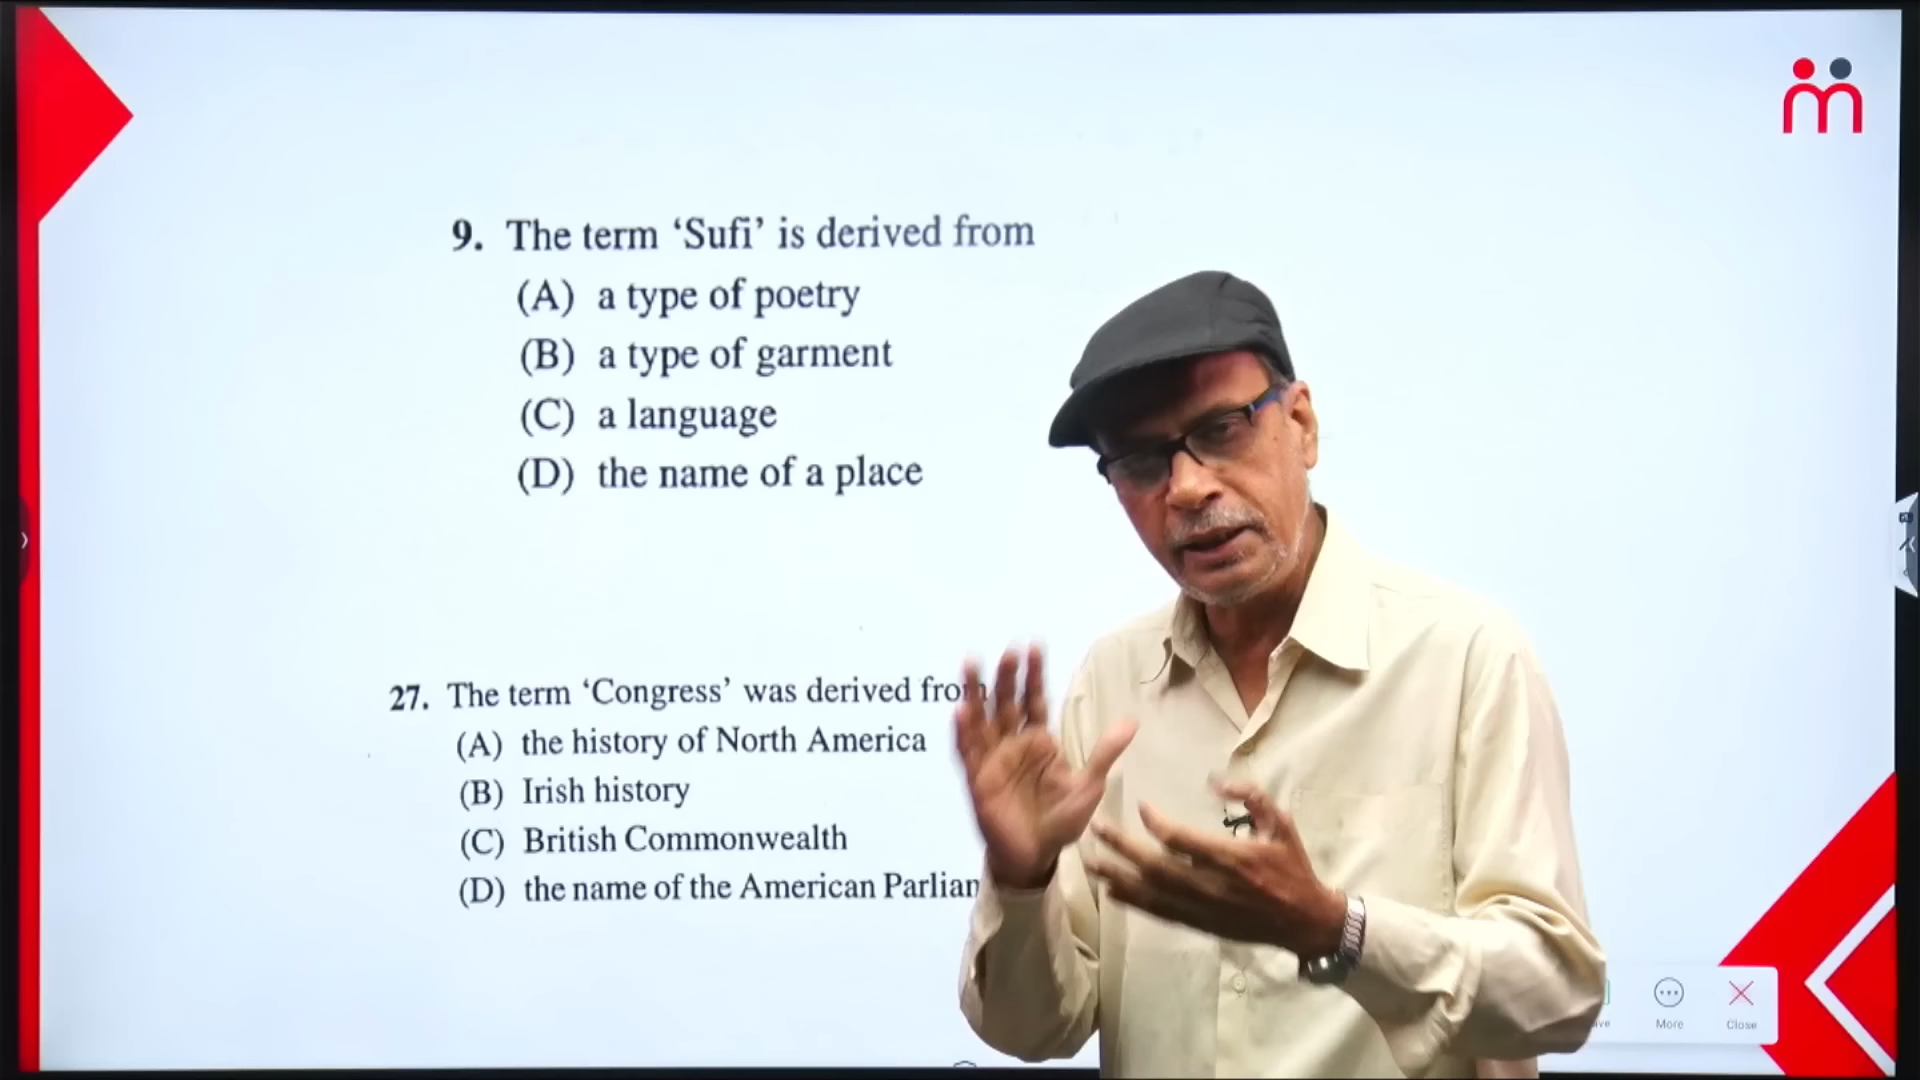 9. The term ‘Sufi’ is derived from
(A) a type of poetry
(B) a type of garment
(C) a language
(D) the name of a place
27. The term ‘Congress’ was derived from
(A) the history of North America
(B) Irish history
(C) British Commonwealth
(D) the name of the American Parliam
More
Close